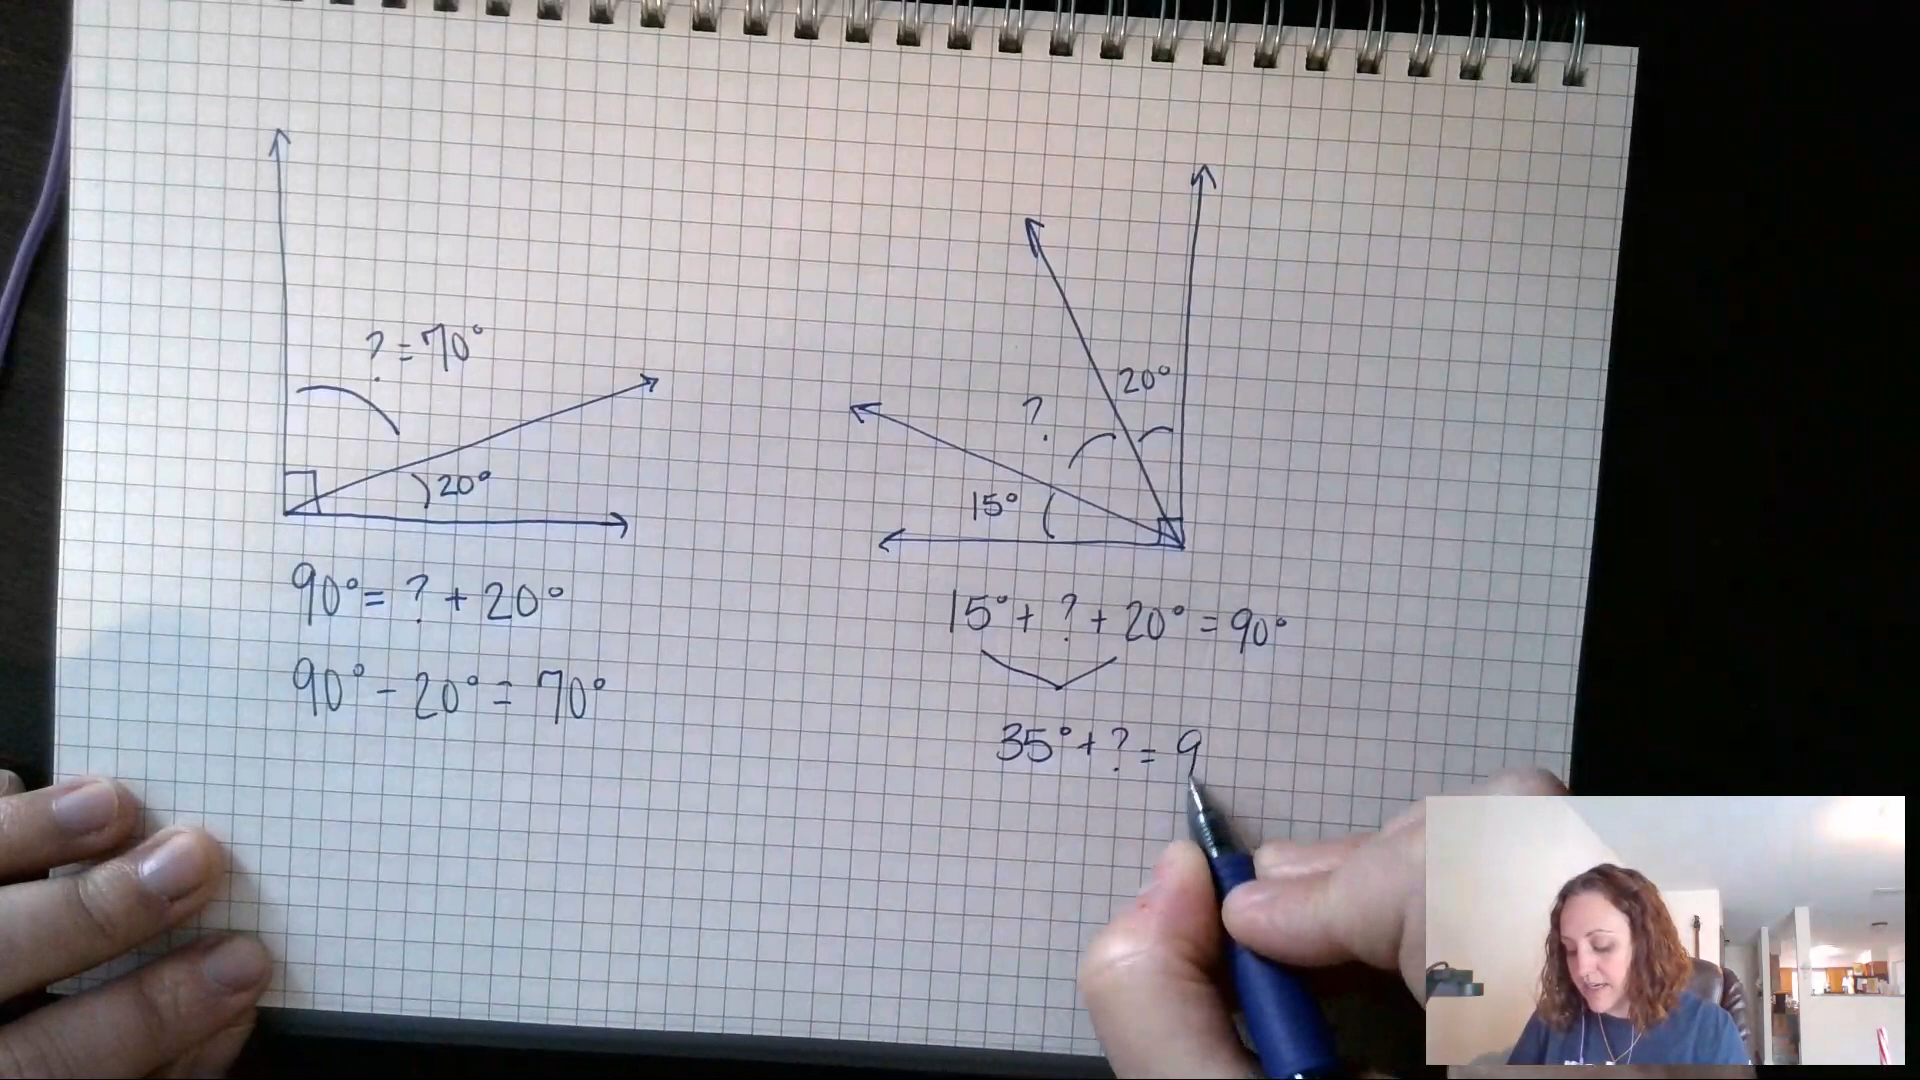 ? = 70°
20°
90° = ? + 20°
90° - 20° = 70°
20°
?
15°
15° + ? + 20° = 90°
35° + ? = 9